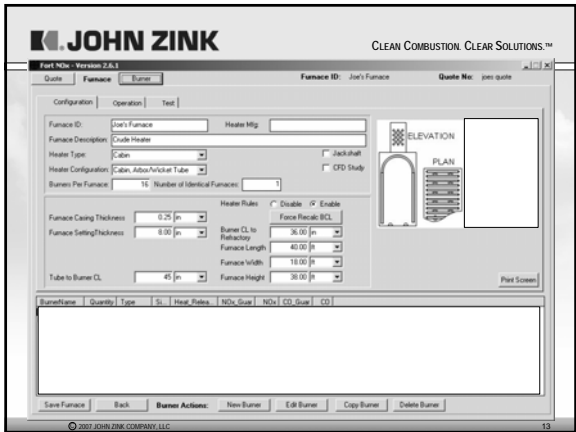 JOHN ZINK
CLEAN COMBUSTION. CLEAR SOLUTIONS.™
Fort NOx - Version 2.6.1
Quote Furnace Burner Furnace ID: Joe's Furnace Quote No: joes quote
Configuration Operation Test
Furnace ID: Joe's Furnace Heater Mfg:
Furnace Description: Crude Heater
Heater Type: Cabin Jackshaft
Heater Configuration: Cabin, Arbor/Wicket Tube CFD Study
Burners Per Furnace: 16 Number of Identical Furnaces: 1
ELEVATION
PLAN
Heater Rules Disable Enable
Furnace Casing Thickness 0.25 in Force Recalc BCL
Furnace SettingThickness 8.00 in Burner CL to Refractory 36.00 in
Furnace Length 40.00 ft
Furnace Width 18.00 ft
Tube to Burner CL 45 in Furnace Height 38.00 ft
Print Screen
BurnerName Quantity Type Si... Heat_Relea... NOx_Guar NOx CO_Guar CO
Save Furnace Back Burner Actions: New Burner Edit Burner Copy Burner Delete Burner
© 2007 JOHN ZINK COMPANY, LLC 13